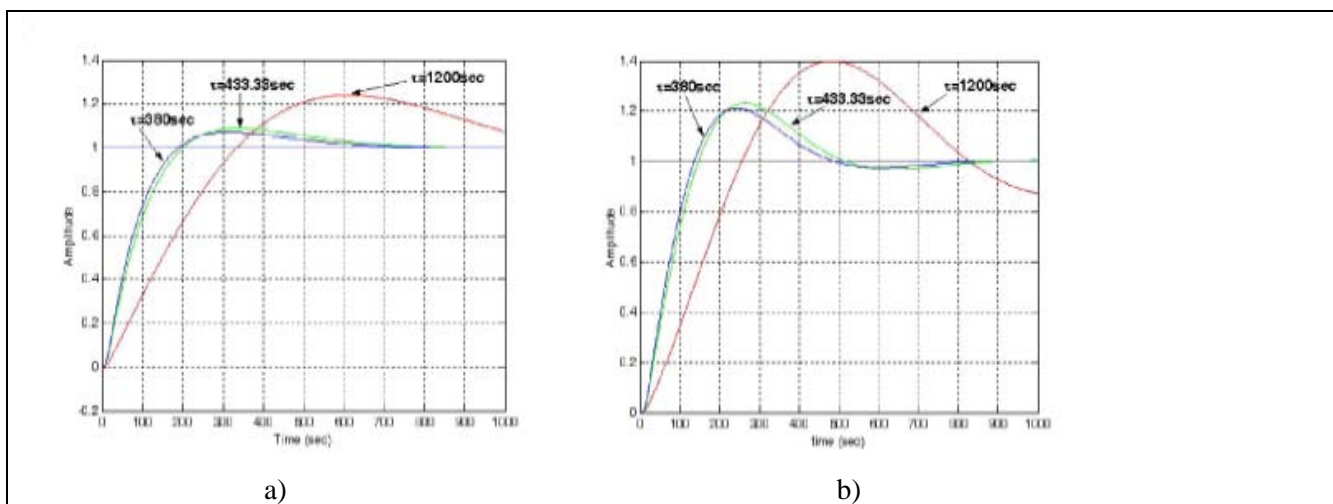 1.4
1.2
1
0.8
0.6
0.4
0.2
0
-0.2
Amplitude
τ=433.33sec
τ=1200sec
τ=380sec
0 100 200 300 400 500 600 700 800 900 1000
Time (sec)
a)
1.4
1.2
1
0.8
0.6
0.4
0.2
0
Amplitude
τ=380sec
τ=433.33sec
τ=1200sec
100 200 300 400 500 600 700 800 900 1000
time (sec)
b)